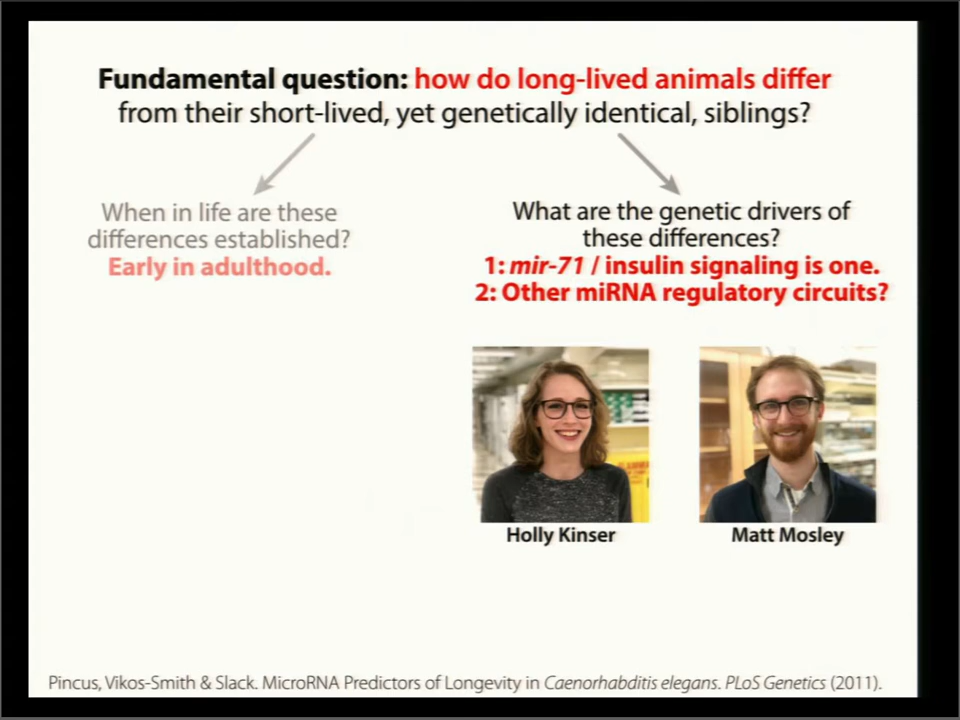 Fundamental question: how do long-lived animals differ
from their short-lived, yet genetically identical, siblings?
When in life are these
differences established?
Early in adulthood.
What are the genetic drivers of
these differences?
1: mir-71 / insulin signaling is one.
2: Other miRNA regulatory circuits?
Holly Kinser
Matt Mosley
Pincus, Vikos-Smith & Slack. MicroRNA Predictors of Longevity in Caenorhabditis elegans. PLoS Genetics (2011).